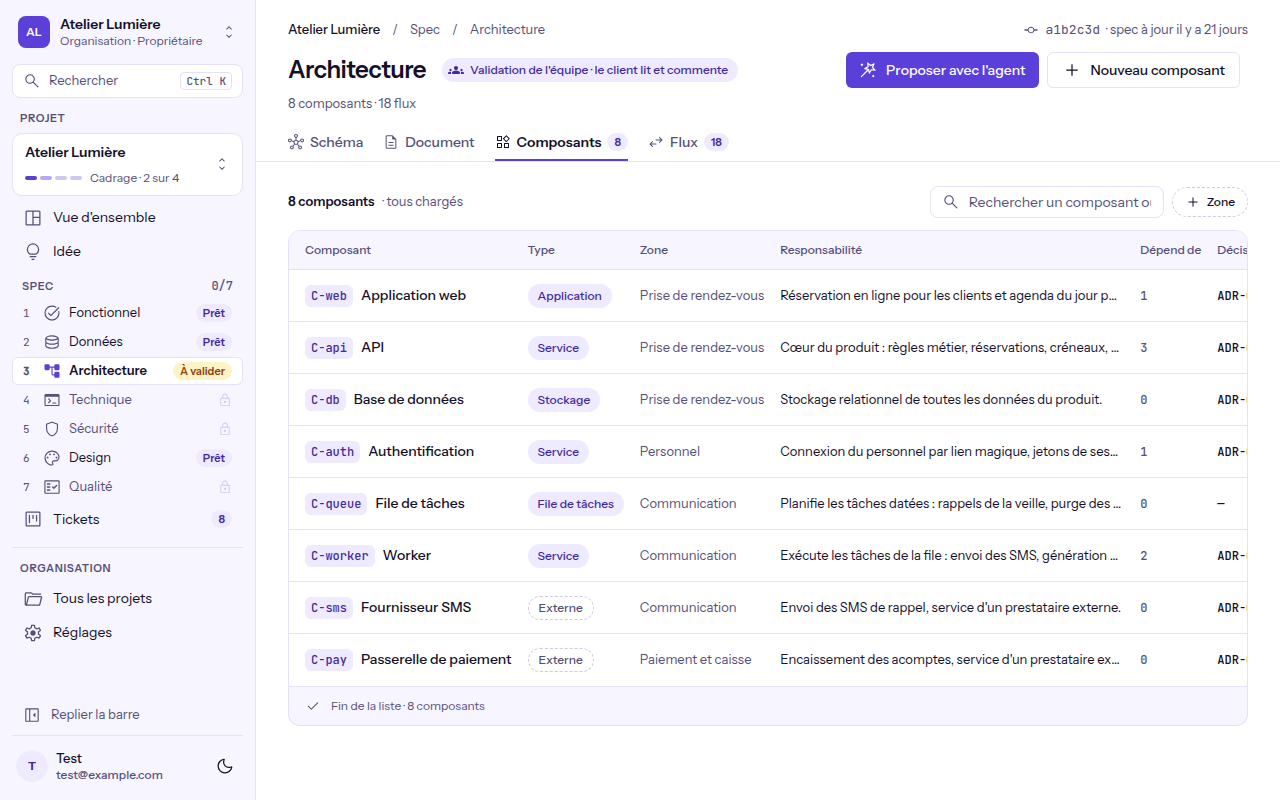 AL
Atelier Lumière
Organisation · Propriétaire
Rechercher
Ctrl K
PROJET
Atelier Lumière
Cadrage · 2 sur 4
Vue d'ensemble
Idée
SPEC 0/7
1 Fonctionnel Prêt
2 Données Prêt
3 Architecture À valider
4 Technique
5 Sécurité
6 Design Prêt
7 Qualité
Tickets 8
ORGANISATION
Tous les projets
Réglages
Replier la barre
T
Test
test@example.com
Atelier Lumière / Spec / Architecture
a1b2c3d · spec à jour il y a 21 jours
Architecture
Validation de l'équipe · le client lit et commente
Proposer avec l'agent
Nouveau composant
8 composants · 18 flux
Schéma
Document
Composants 8
Flux 18
8 composants · tous chargés
Rechercher un composant o
Zone
Composant Type Zone Responsabilité Dépend de Décis
C-web Application web Application Prise de rendez-vous Réservation en ligne pour les clients et agenda du jour p… 1 ADR-
C-api API Service Prise de rendez-vous Cœur du produit : règles métier, réservations, créneaux, … 3 ADR-
C-db Base de données Stockage Prise de rendez-vous Stockage relationnel de toutes les données du produit. 0 ADR-
C-auth Authentification Service Personnel Connexion du personnel par lien magique, jetons de ses… 1 ADR-
C-queue File de tâches File de tâches Communication Planifie les tâches datées : rappels de la veille, purge des … 0 —
C-worker Worker Service Communication Exécute les tâches de la file : envoi des SMS, génération … 2 ADR-
C-sms Fournisseur SMS Externe Communication Envoi des SMS de rappel, service d'un prestataire externe. 0 ADR-
C-pay Passerelle de paiement Externe Paiement et caisse Encaissement des acomptes, service d'un prestataire ex… 0 ADR-
Fin de la liste · 8 composants